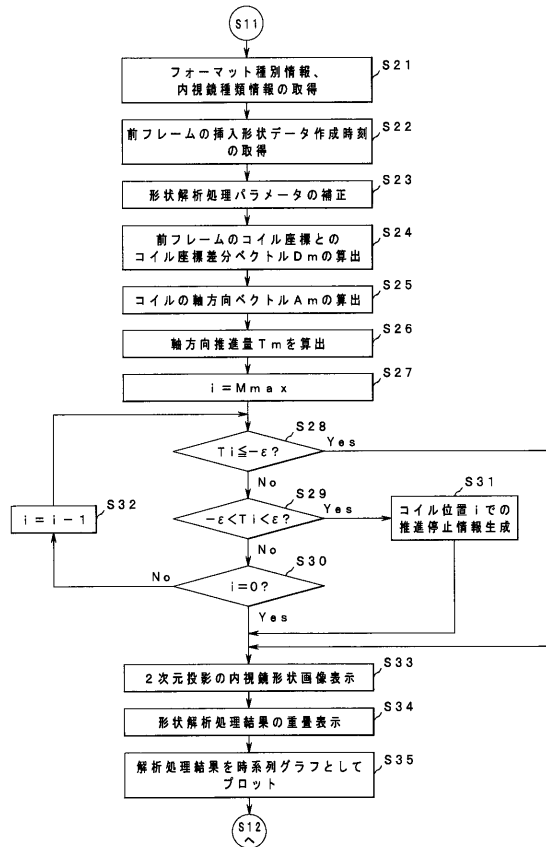 S11
フォーマット種別情報、
内視鏡種類情報の取得
S21
前フレームの挿入形状データ作成時刻
の取得
S22
形状解析処理パラメータの補正
S23
前フレームのコイル座標との
コイル座標差分ベクトルDmの算出
S24
コイルの軸方向ベクトルAmの算出
S25
軸方向推進量Tmを算出
S26
i=Mmax
S27
Ti≦-ε?
S28
Yes
No
-ε<Ti<ε?
S29
Yes
コイル位置iでの
推進停止情報生成
S31
i=i-1
S32
No
i=0?
S30
No
Yes
2次元投影の内視鏡形状画像表示
S33
形状解析処理結果の重畳表示
S34
解析処理結果を時系列グラフとして
プロット
S35
S12
へ